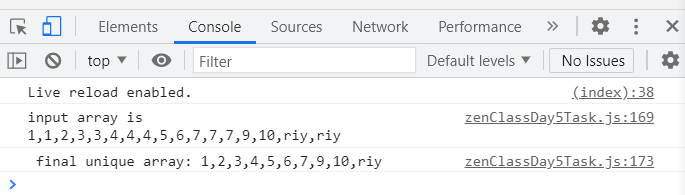 Elements Console Sources Network Performance »
top ▼ Filter Default levels ▼ No Issues
Live reload enabled. (index):38
input array is zenClassDay5Task.js:169
1,1,2,3,3,4,4,4,5,6,7,7,7,9,10,riy,riy
final unique array: 1,2,3,4,5,6,7,9,10,riy zenClassDay5Task.js:173
>